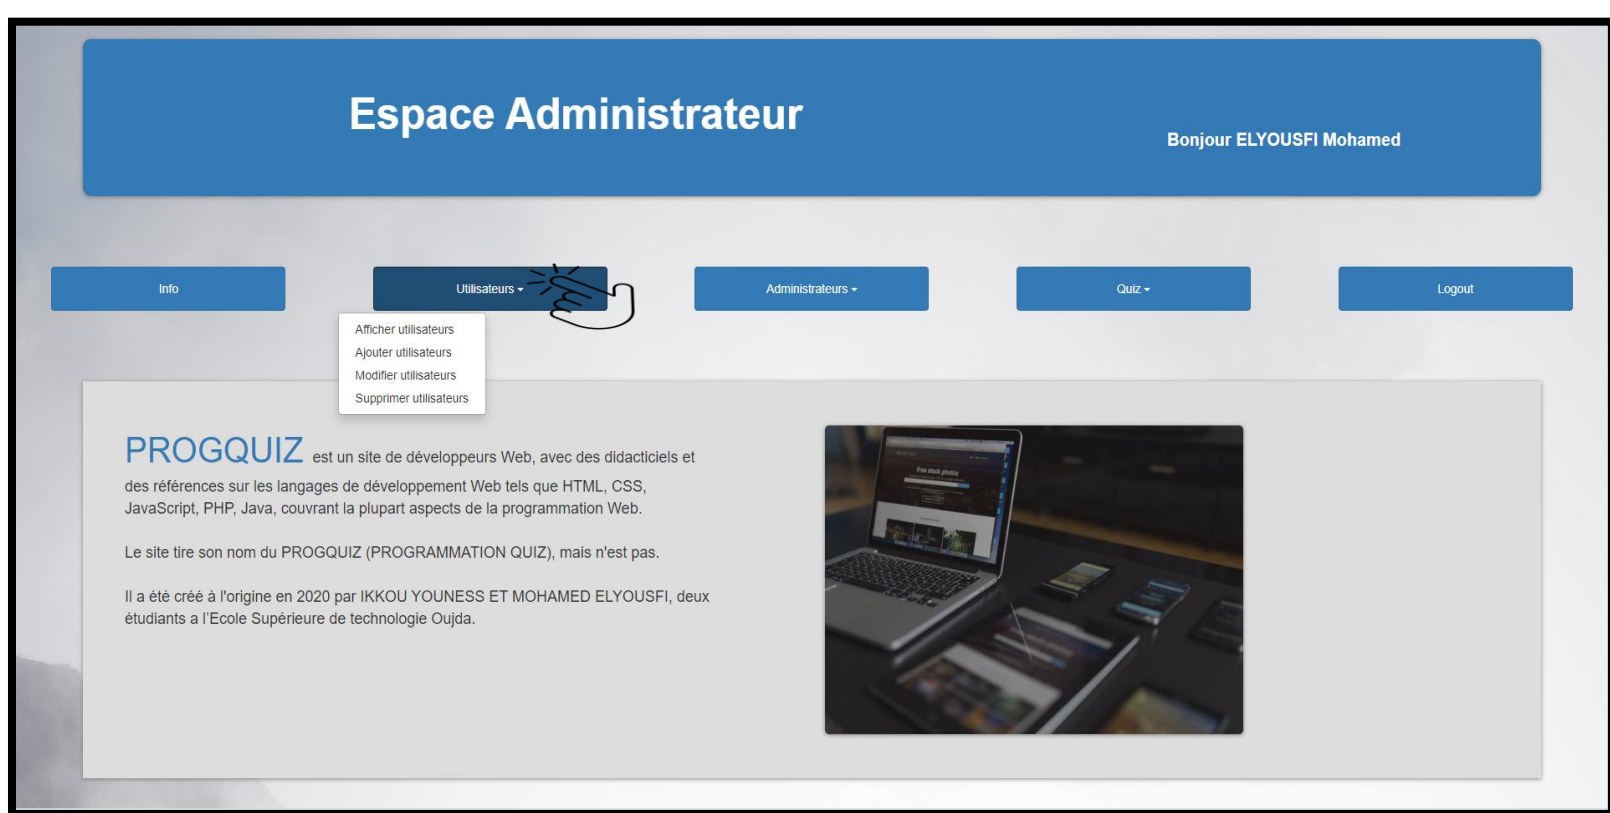 Espace Administrateur
Bonjour ELYOUSFI Mohamed
Info
Utilisateurs
Administrateurs
Quiz
Logout
Afficher utilisateurs
Ajouter utilisateurs
Modifier utilisateurs
Supprimer utilisateurs
PROGQUIZ est un site de développeurs Web, avec des didacticiels et
des références sur les langages de développement Web tels que HTML, CSS,
JavaScript, PHP, Java, couvrant la plupart aspects de la programmation Web.
Le site tire son nom du PROGQUIZ (PROGRAMMATION QUIZ), mais n'est pas.
Il a été créé à l'origine en 2020 par IKKOU YOUNESS ET MOHAMED ELYOUSFI, deux
étudiants a l'Ecole Supérieure de technologie Oujda.
Free stock photos